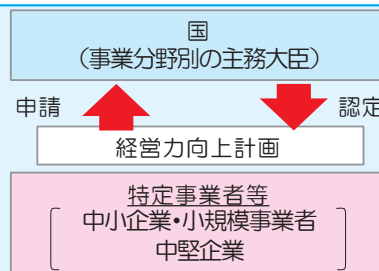 国
（事業分野別の主務大臣）
申請
認定
経営力向上計画
特定事業者等
中小企業・小規模事業者
中堅企業